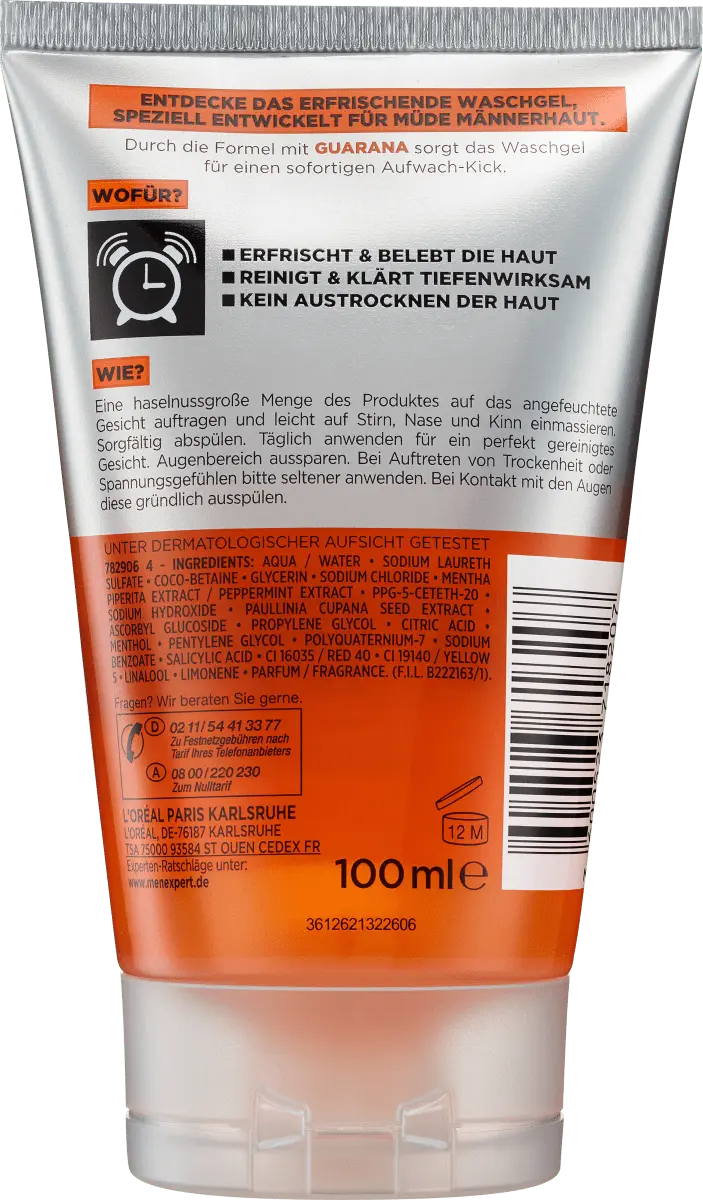 ENTDECKE DAS ERFRISCHENDE WASCHGEL,
SPEZIELL ENTWICKELT FÜR MÜDE MÄNNERHAUT.
Durch die Formel mit GUARANA sorgt das Waschgel
für einen sofortigen Aufwach-Kick.
WOFÜR?
ERFRISCHT & BELEBT DIE HAUT
REINIGT & KLÄRT TIEFENWIRKSAM
KEIN AUSTROCKNEN DER HAUT
WIE?
Eine haselnussgroße Menge des Produktes auf das angefeuchtete
Gesicht auftragen und leicht auf Stirn, Nase und Kinn einmassieren.
Sorgfältig abspülen. Täglich anwenden für ein perfekt gereinigtes
Gesicht. Augenbereich aussparen. Bei Auftreten von Trockenheit oder
Spannungsgefühlen bitte seltener anwenden. Bei Kontakt mit den Augen
diese gründlich ausspülen.
UNTER DERMATOLOGISCHER AUFSICHT GETESTET
782906 4 - INGREDIENTS: AQUA / WATER • SODIUM LAURETH
SULFATE • COCO-BETAINE • GLYCERIN • SODIUM CHLORIDE • MENTHA
PIPERITA EXTRACT / PEPPERMINT EXTRACT • PPG-5-CETETH-20 •
SODIUM HYDROXIDE • PAULLINIA CUPANA SEED EXTRACT •
ASCORBYL GLUCOSIDE • PROPYLENE GLYCOL • CITRIC ACID •
MENTHOL • PENTYLENE GLYCOL • POLYQUATERNIUM-7 • SODIUM
BENZOATE • SALICYLIC ACID • CI 16035 / RED 40 • CI 19140 / YELLOW
5 • LINALOOL • LIMONENE • PARFUM / FRAGRANCE. (F.I.L. B222163/1).
Fragen? Wir beraten Sie gerne.
D 02 11/54 41 33 77
Zu Festnetzgebühren nach
Tarif Ihres Telefonanbieters
A 08 00/220 230
Zum Nulltarif
L'ORÉAL PARIS KARLSRUHE
L'ORÉAL, DE-76187 KARLSRUHE
TSA 75000 93584 ST OUEN CEDEX FR
Experten-Ratschläge unter:
www.menexpert.de
12 M
100 ml e
3612621322606